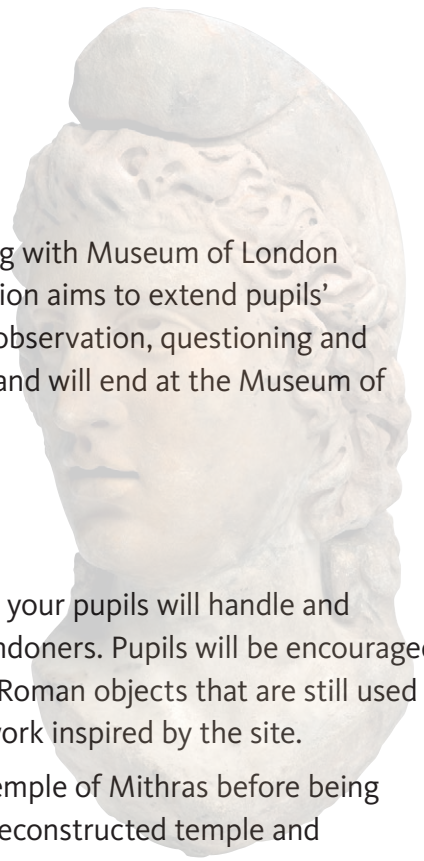 g with Museum of London
ion aims to extend pupils’
observation, questioning and
and will end at the Museum of
your pupils will handle and
ndoners. Pupils will be encouraged
Roman objects that are still used
ork inspired by the site.
emple of Mithras before being
econstructed temple and